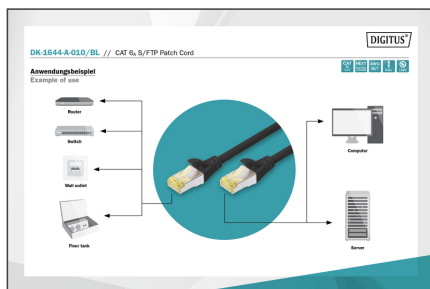 DIGITUS®
DK-1644-A-010/BL // CAT 6A S/FTP Patch Cord
Anwendungsbeispiel
Example of use
Router
Switch
Wall outlet
Floor tank
Computer
Server